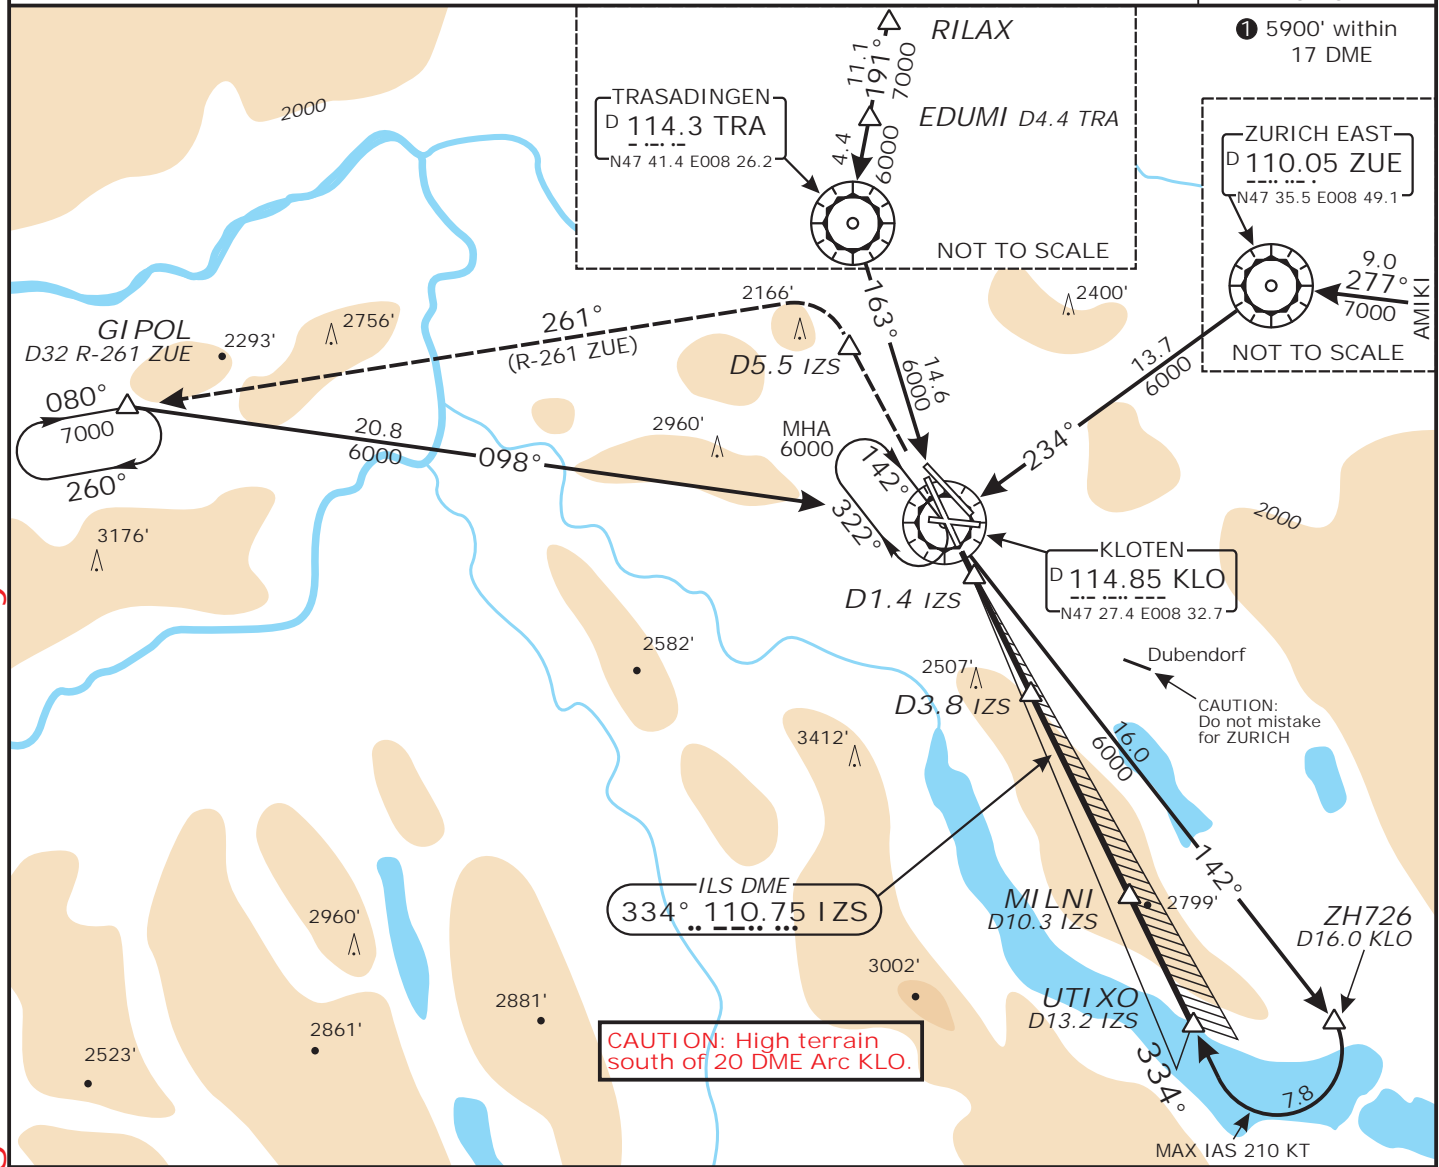 ❶ 5900' within
17 DME
RILAX
11.1
191°
7000
TRASADINGEN
D 114.3 TRA
N47 41.4 E008 26.2
EDUMI D4.4 TRA
4.4
6000
NOT TO SCALE
ZURICH EAST
D 110.05 ZUE
N47 35.5 E008 49.1
9.0
277°
7000
AMIKI
NOT TO SCALE
2000
GIPOL
D32 R-261 ZUE
2293'
2756'
261°
(R-261 ZUE)
2166'
D5.5 IZS
163°
14.6
6000
2400'
13.7
6000
234°
080°
7000
260°
20.8
6000
098°
2960'
MHA
6000
142°
322°
3176'
2000
KLOTEN
D 114.85 KLO
N47 27.4 E008 32.7
D1.4 IZS
2582'
2507'
D3.8 IZS
Dubendorf
CAUTION:
Do not mistake
for ZURICH
3412'
16.0
6000
142°
ILS DME
334° 110.75 IZS
MILNI
D10.3 IZS
2799'
ZH726
D16.0 KLO
2960'
3002'
2881'
2861'
2523'
UTIXO
D13.2 IZS
CAUTION: High terrain
south of 20 DME Arc KLO.
334°
7.8
MAX IAS 210 KT